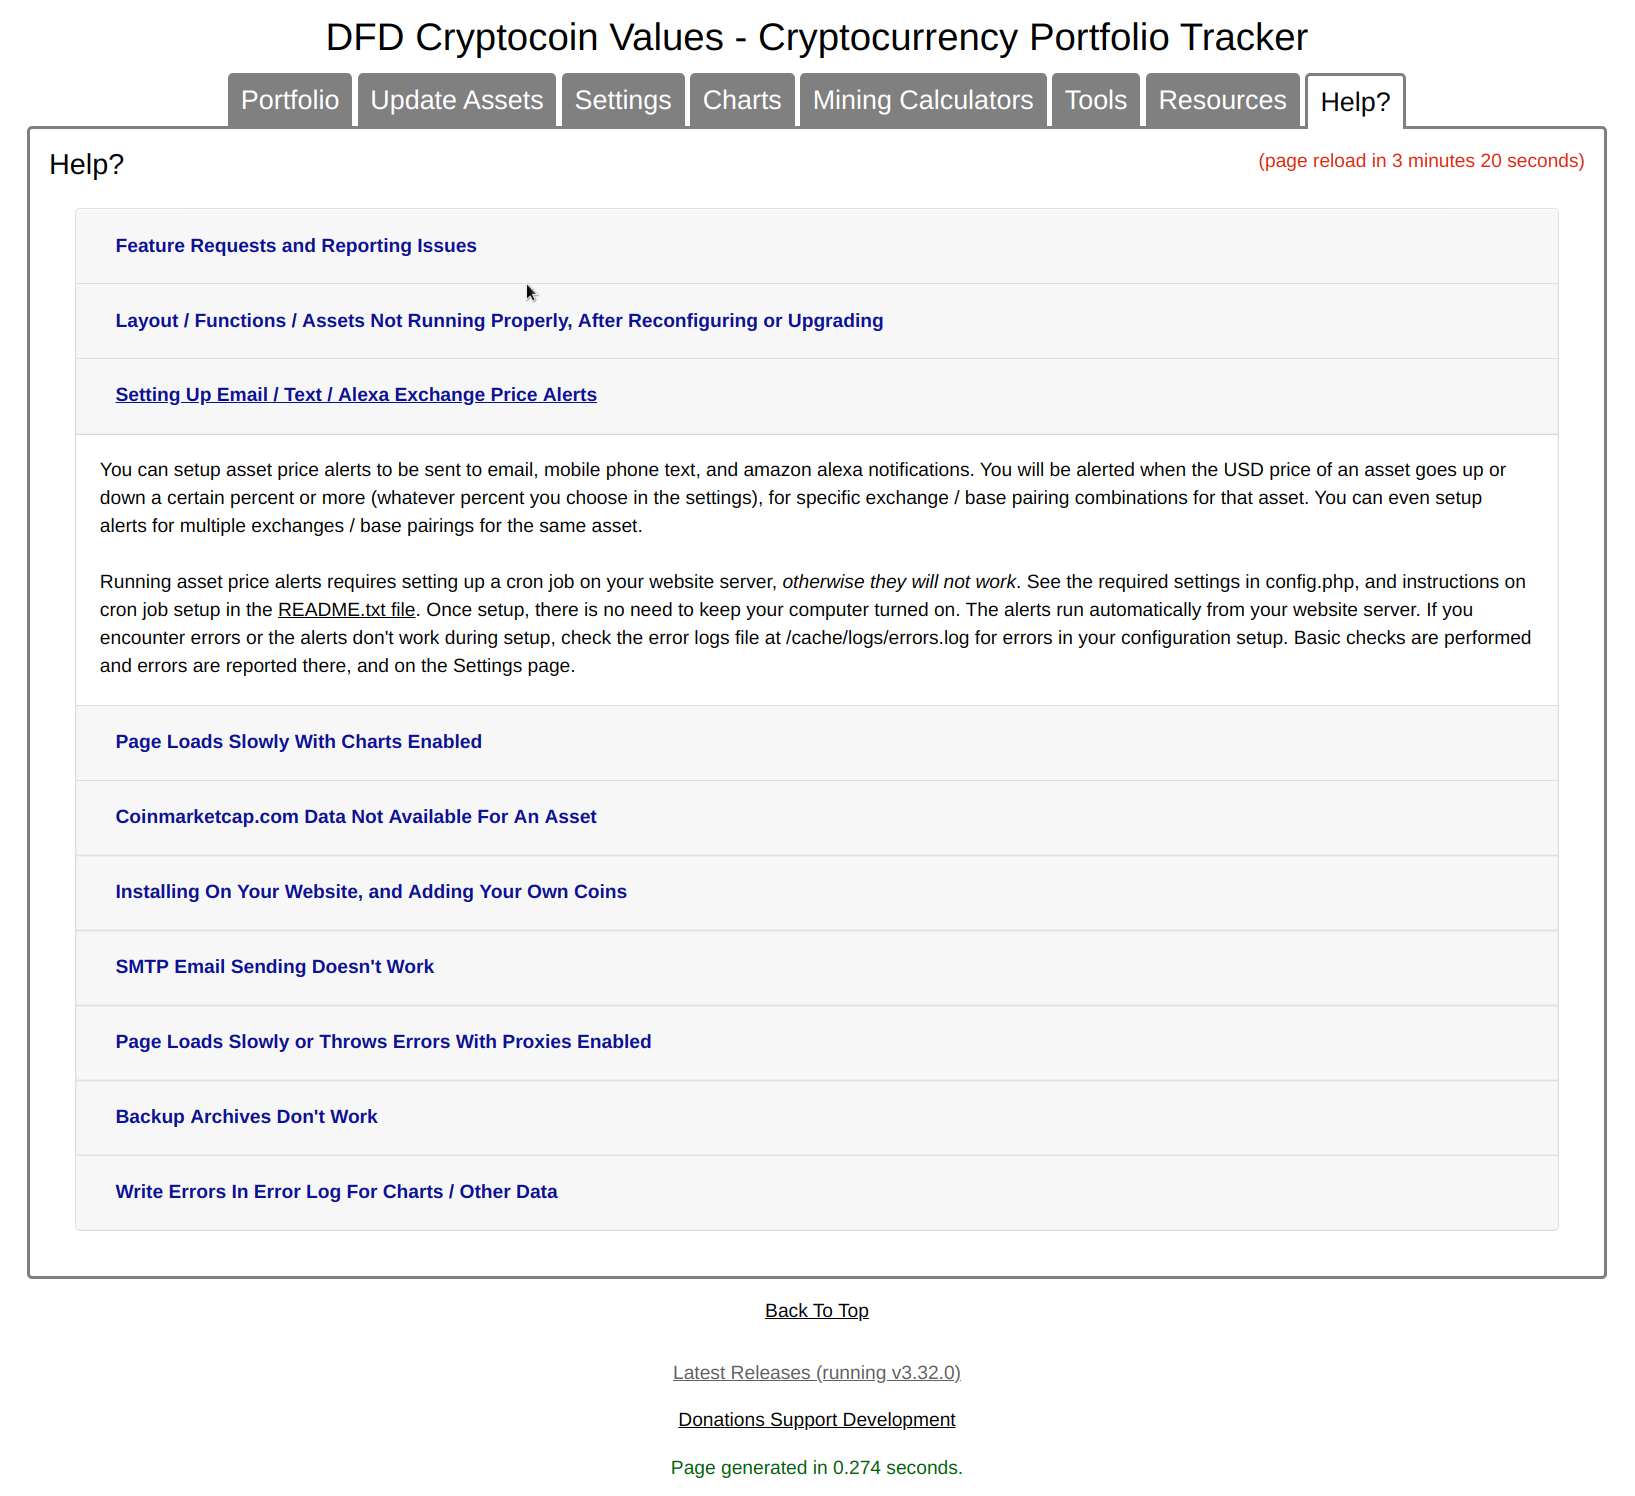 DFD Cryptocoin Values - Cryptocurrency Portfolio Tracker
Portfolio
Update Assets
Settings
Charts
Mining Calculators
Tools
Resources
Help?
Help?
(page reload in 3 minutes 20 seconds)
Feature Requests and Reporting Issues
Layout / Functions / Assets Not Running Properly, After Reconfiguring or Upgrading
Setting Up Email / Text / Alexa Exchange Price Alerts
You can setup asset price alerts to be sent to email, mobile phone text, and amazon alexa notifications. You will be alerted when the USD price of an asset goes up or
down a certain percent or more (whatever percent you choose in the settings), for specific exchange / base pairing combinations for that asset. You can even setup
alerts for multiple exchanges / base pairings for the same asset.
Running asset price alerts requires setting up a cron job on your website server, otherwise they will not work. See the required settings in config.php, and instructions on
cron job setup in the README.txt file. Once setup, there is no need to keep your computer turned on. The alerts run automatically from your website server. If you
encounter errors or the alerts don't work during setup, check the error logs file at /cache/logs/errors.log for errors in your configuration setup. Basic checks are performed
and errors are reported there, and on the Settings page.
Page Loads Slowly With Charts Enabled
Coinmarketcap.com Data Not Available For An Asset
Installing On Your Website, and Adding Your Own Coins
SMTP Email Sending Doesn't Work
Page Loads Slowly or Throws Errors With Proxies Enabled
Backup Archives Don't Work
Write Errors In Error Log For Charts / Other Data
Back To Top
Latest Releases (running v3.32.0)
Donations Support Development
Page generated in 0.274 seconds.